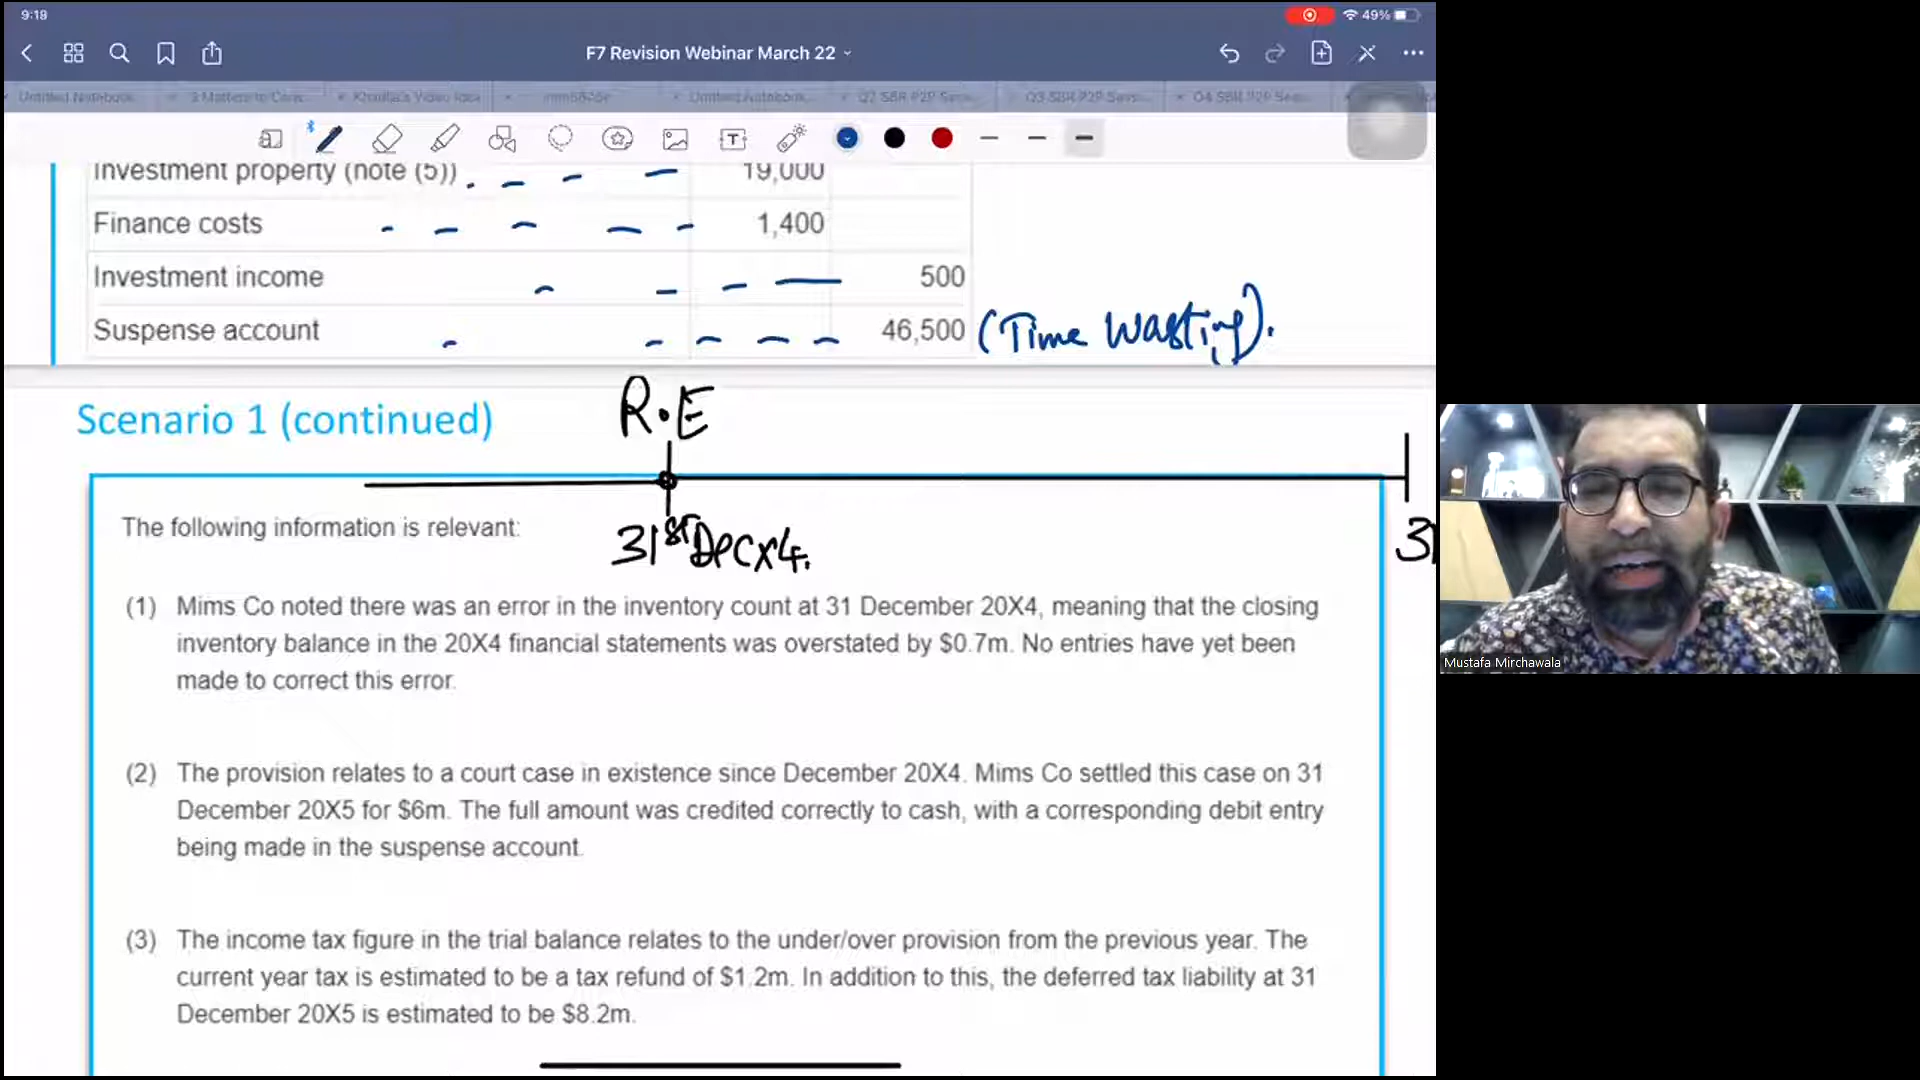 9:18
49%
F7 Revision Webinar March 22
Untitled Notebook...
Investment property (note (5)) 19,000
Finance costs 1,400
Investment income 500
Suspense account 46,500 (Time Wasting).
R.E
Scenario 1 (continued)
The following information is relevant:
31st Dec x4.
31
(1) Mims Co noted there was an error in the inventory count at 31 December 20X4, meaning that the closing
inventory balance in the 20X4 financial statements was overstated by $0.7m. No entries have yet been
made to correct this error.
(2) The provision relates to a court case in existence since December 20X4. Mims Co settled this case on 31
December 20X5 for $6m. The full amount was credited correctly to cash, with a corresponding debit entry
being made in the suspense account.
(3) The income tax figure in the trial balance relates to the under/over provision from the previous year. The
current year tax is estimated to be a tax refund of $1.2m. In addition to this, the deferred tax liability at 31
December 20X5 is estimated to be $8.2m.
Mustafa Mirchawala